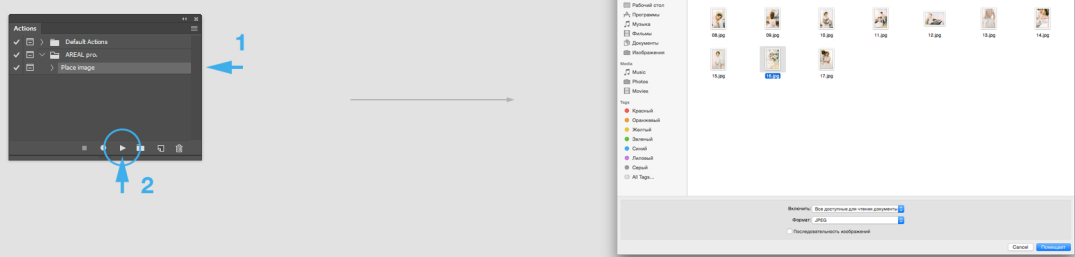 Actions
Default Actions
AREAL pro.
Place image
1
2
Рабочий стол
Программы
Музыка
Фильмы
Документы
Изображения
Media
Music
Photos
Movies
Tags
Красный
Оранжевый
Желтый
Зеленый
Синий
Лиловый
Серый
All Tags...
08.jpg
09.jpg
10.jpg
11.jpg
12.jpg
13.jpg
14.jpg
15.jpg
16.jpg
17.jpg
Включить: Все доступные для чтения документы
Формат: JPEG
Последовательность изображений
Cancel
Поместить